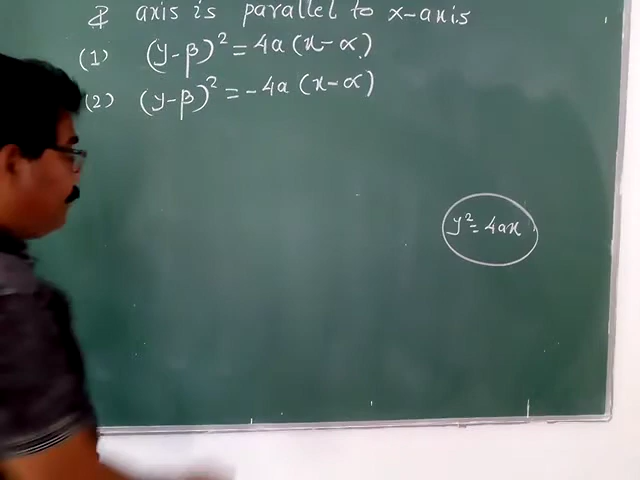 & axis is parallel to x-axis
(1) (y-β)² = 4a (x-α)
(2) (y-β)² = -4a (x-α)
y² = 4ax